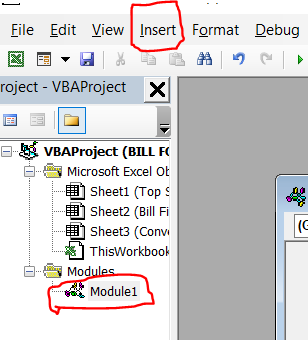 File Edit View Insert Format Debug
roject - VBAProject
VBAProject (BILL FO
Microsoft Excel Ob
Sheet1 (Top S
Sheet2 (Bill Fi
Sheet3 (Conve
ThisWorkbook
Modules
Module1
(G